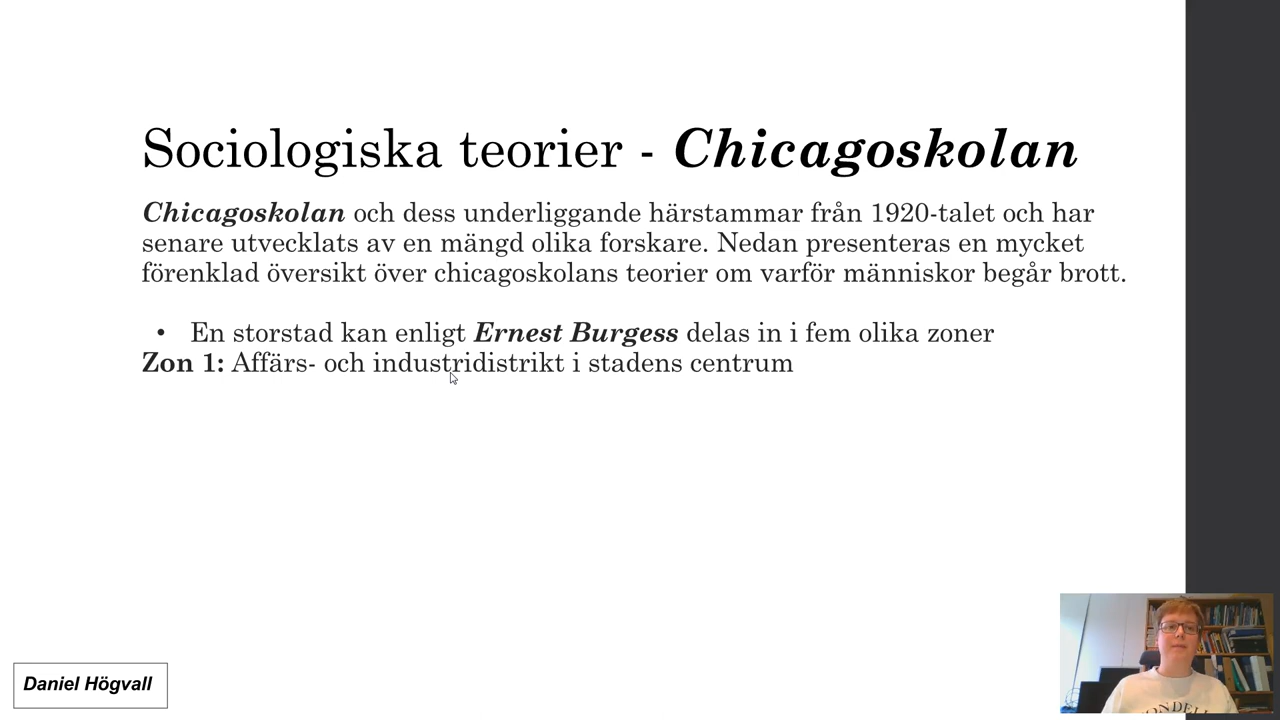 Sociologiska teorier - Chicagoskolan
Chicagoskolan och dess underliggande härstammar från 1920-talet och har
senare utvecklats av en mängd olika forskare. Nedan presenteras en mycket
förenklad översikt över chicagoskolans teorier om varför människor begår brott.
• En storstad kan enligt Ernest Burgess delas in i fem olika zoner
Zon 1: Affärs- och industridistrikt i stadens centrum
Daniel Högvall